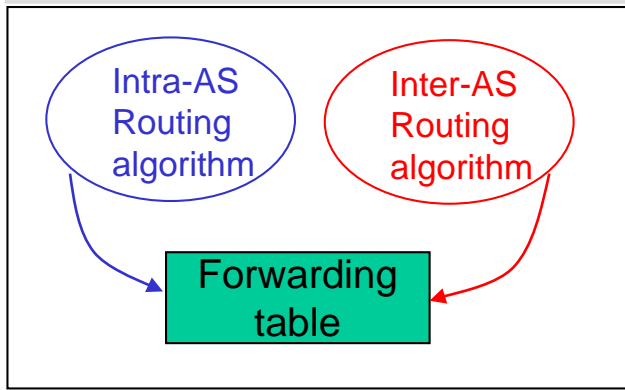 Intra-AS
Routing
algorithm
Inter-AS
Routing
algorithm
Forwarding
table